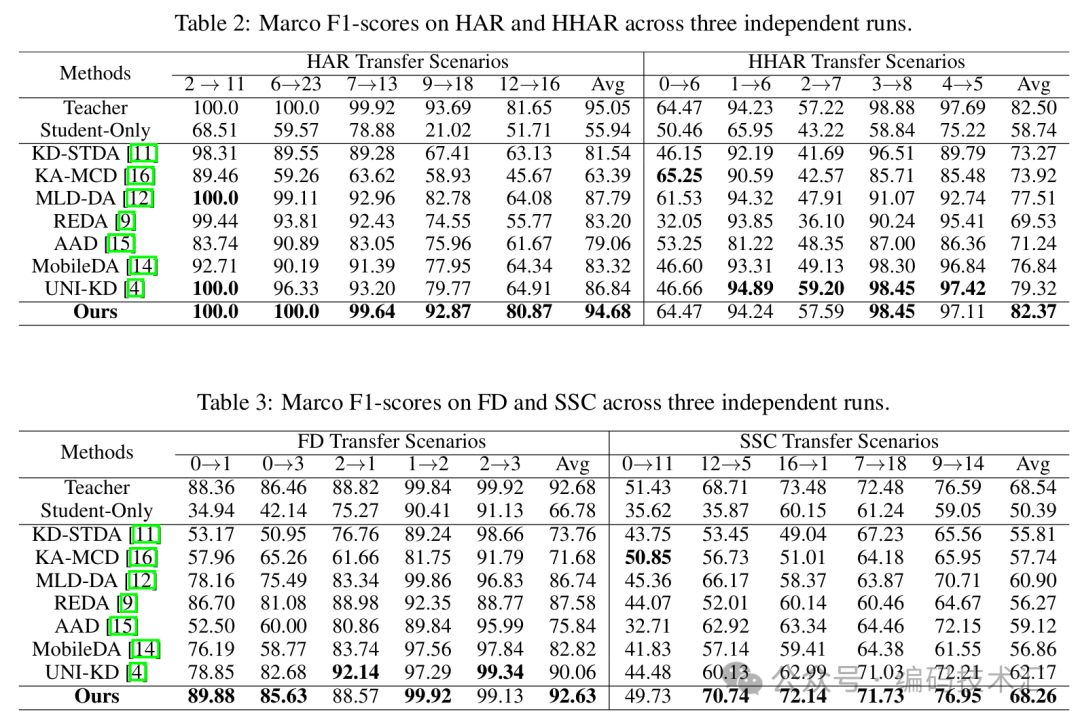 Table 2: Marco F1-scores on HAR and HHAR across three independent runs.
Methods HAR Transfer Scenarios HHAR Transfer Scenarios
2→11 6→23 7→13 9→18 12→16 Avg 0→6 1→6 2→7 3→8 4→5 Avg
Teacher 100.0 100.0 99.92 93.69 81.65 95.05 64.47 94.23 57.22 98.88 97.69 82.50
Student-Only 68.51 59.57 78.88 21.02 51.71 55.94 50.46 65.95 43.22 58.84 75.22 58.74
KD-STDA [11] 98.31 89.55 89.28 67.41 63.13 81.54 46.15 92.19 41.69 96.51 89.79 73.27
KA-MCD [16] 89.46 59.26 63.62 58.93 45.67 63.39 65.25 90.59 42.57 85.71 85.48 73.92
MLD-DA [12] 100.0 99.11 92.96 82.78 64.08 87.79 61.53 94.32 47.91 91.07 92.74 77.51
REDA [9] 99.44 93.81 92.43 74.55 55.77 83.20 32.05 93.85 36.10 90.24 95.41 69.53
AAD [15] 83.74 90.89 83.05 75.96 61.67 79.06 53.25 81.22 48.35 87.00 86.36 71.24
MobileDA [14] 92.71 90.19 91.39 77.95 64.34 83.32 46.60 93.31 49.13 98.30 96.84 76.84
UNI-KD [4] 100.0 96.33 93.20 79.77 64.91 86.84 46.66 94.89 59.20 98.45 97.42 79.32
Ours 100.0 100.0 99.64 92.87 80.87 94.68 64.47 94.24 57.59 98.45 97.11 82.37
Table 3: Marco F1-scores on FD and SSC across three independent runs.
Methods FD Transfer Scenarios SSC Transfer Scenarios
0→1 0→3 2→1 1→2 2→3 Avg 0→11 12→5 16→1 7→18 9→14 Avg
Teacher 88.36 86.46 88.82 99.84 99.92 92.68 51.43 68.71 73.48 72.48 76.59 68.54
Student-Only 34.94 42.14 75.27 90.41 91.13 66.78 35.62 35.87 60.15 61.24 59.05 50.39
KD-STDA [11] 53.17 50.95 76.76 89.24 98.66 73.76 43.75 53.45 49.04 67.23 65.56 55.81
KA-MCD [16] 57.96 65.26 61.66 81.75 91.79 71.68 50.85 56.73 51.01 64.18 65.95 57.74
MLD-DA [12] 78.16 75.49 83.34 99.86 96.83 86.74 45.36 66.17 58.37 63.87 70.71 60.90
REDA [9] 86.70 81.08 88.98 92.35 88.77 87.58 44.07 52.01 60.14 60.46 64.67 56.27
AAD [15] 52.50 60.00 80.86 89.84 95.99 75.84 32.71 62.92 63.34 64.46 72.15 59.12
MobileDA [14] 76.19 58.77 83.74 97.56 97.84 82.82 41.83 57.14 59.41 64.38 61.55 56.86
UNI-KD [4] 78.85 82.68 92.14 97.29 99.34 90.06 44.48 60.13 62.99 71.03 72.21 62.17
Ours 89.88 85.63 88.57 99.92 99.13 92.63 49.73 70.74 72.14 71.73 76.95 68.26
公众号 · 编码技术